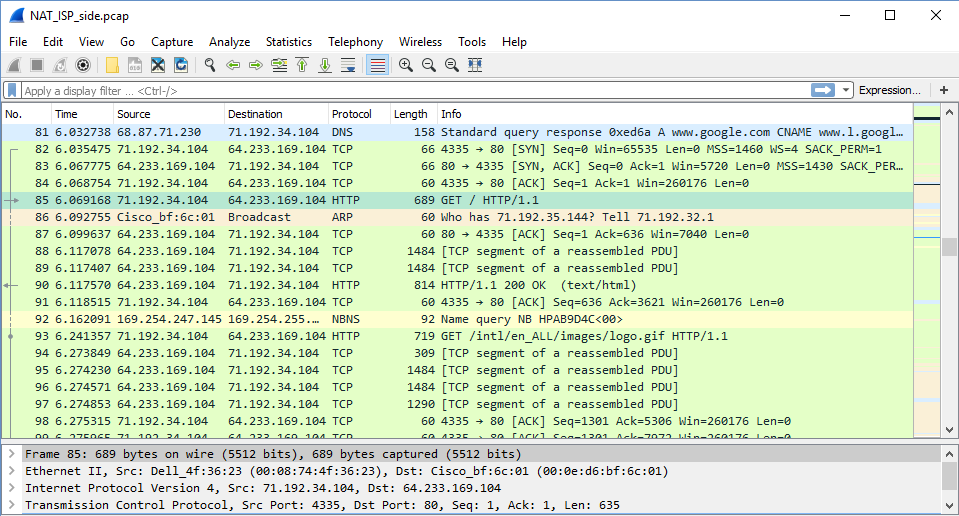 NAT_ISP_side.pcap
File Edit View Go Capture Analyze Statistics Telephony Wireless Tools Help
Apply a display filter ... <Ctrl-/> Expression... +
No. Time Source Destination Protocol Length Info
81 6.032738 68.87.71.230 71.192.34.104 DNS 158 Standard query response 0xed6a A www.google.com CNAME www.l.googl…
82 6.035475 71.192.34.104 64.233.169.104 TCP 66 4335 → 80 [SYN] Seq=0 Win=65535 Len=0 MSS=1460 WS=4 SACK_PERM=1
83 6.067775 64.233.169.104 71.192.34.104 TCP 66 80 → 4335 [SYN, ACK] Seq=0 Ack=1 Win=5720 Len=0 MSS=1430 SACK_PER…
84 6.068754 71.192.34.104 64.233.169.104 TCP 60 4335 → 80 [ACK] Seq=1 Ack=1 Win=260176 Len=0
85 6.069168 71.192.34.104 64.233.169.104 HTTP 689 GET / HTTP/1.1
86 6.092755 Cisco_bf:6c:01 Broadcast ARP 60 Who has 71.192.35.144? Tell 71.192.32.1
87 6.099637 64.233.169.104 71.192.34.104 TCP 60 80 → 4335 [ACK] Seq=1 Ack=636 Win=7040 Len=0
88 6.117078 64.233.169.104 71.192.34.104 TCP 1484 [TCP segment of a reassembled PDU]
89 6.117407 64.233.169.104 71.192.34.104 TCP 1484 [TCP segment of a reassembled PDU]
90 6.117570 64.233.169.104 71.192.34.104 HTTP 814 HTTP/1.1 200 OK (text/html)
91 6.118515 71.192.34.104 64.233.169.104 TCP 60 4335 → 80 [ACK] Seq=636 Ack=3621 Win=260176 Len=0
92 6.162091 169.254.247.145 169.254.255.… NBNS 92 Name query NB HPAB9D4C<00>
93 6.241357 71.192.34.104 64.233.169.104 HTTP 719 GET /intl/en_ALL/images/logo.gif HTTP/1.1
94 6.273849 64.233.169.104 71.192.34.104 TCP 309 [TCP segment of a reassembled PDU]
95 6.274230 64.233.169.104 71.192.34.104 TCP 1484 [TCP segment of a reassembled PDU]
96 6.274571 64.233.169.104 71.192.34.104 TCP 1484 [TCP segment of a reassembled PDU]
97 6.274853 64.233.169.104 71.192.34.104 TCP 1290 [TCP segment of a reassembled PDU]
98 6.275315 71.192.34.104 64.233.169.104 TCP 60 4335 → 80 [ACK] Seq=1301 Ack=5306 Win=260176 Len=0
99 6.275965 71.192.34.104 64.233.169.104 TCP 60 4335 → 80 [ACK] Seq=1301 Ack=7972 Win=260176 Len=0
Frame 85: 689 bytes on wire (5512 bits), 689 bytes captured (5512 bits)
Ethernet II, Src: Dell_4f:36:23 (00:08:74:4f:36:23), Dst: Cisco_bf:6c:01 (00:0e:d6:bf:6c:01)
Internet Protocol Version 4, Src: 71.192.34.104, Dst: 64.233.169.104
Transmission Control Protocol, Src Port: 4335, Dst Port: 80, Seq: 1, Ack: 1, Len: 635